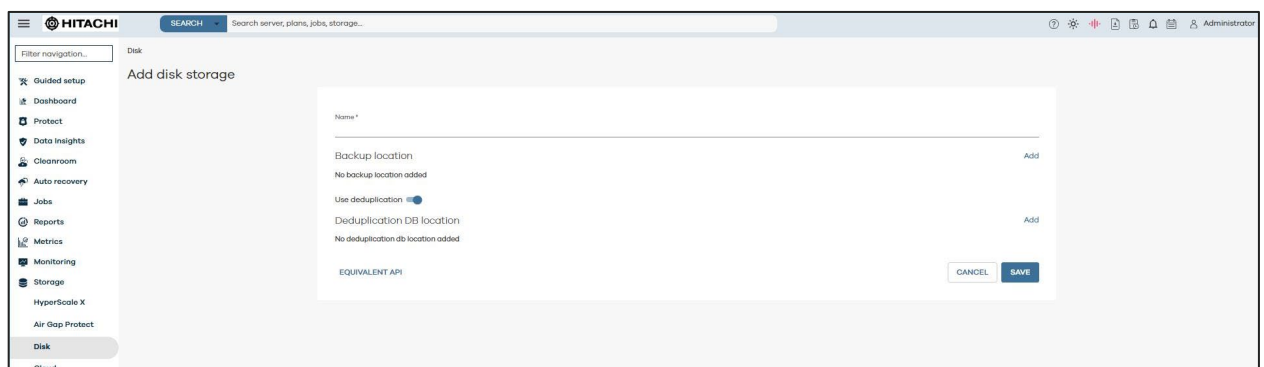 HITACHI
SEARCH
Search server, plans, jobs, storage...
Administrator
Filter navigation...
Disk
Guided setup
Add disk storage
Dashboard
Protect
Name *
Data Insights
Cleanroom
Backup location
Add
Auto recovery
No backup location added
Jobs
Use deduplication
Reports
Deduplication DB location
Add
Metrics
No deduplication db location added
Monitoring
Storage
EQUIVALENT API
CANCEL
SAVE
HyperScale X
Air Gap Protect
Disk